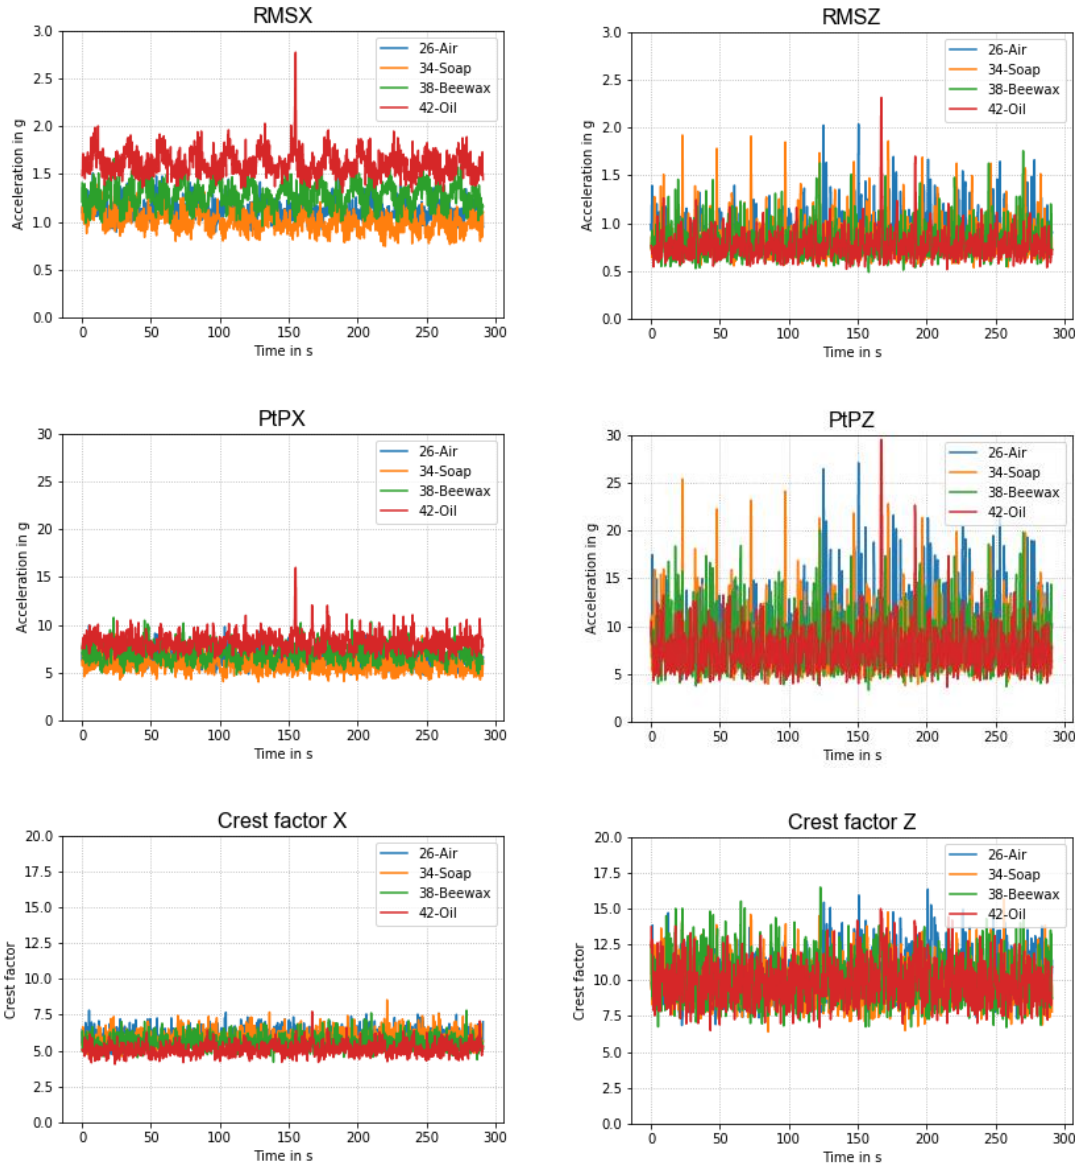 RMSX
3.0
2.5
2.0
1.5
1.0
0.5
0.0
Acceleration in g
26-Air
34-Soap
38-Beewax
42-Oil
0 50 100 150 200 250 300
Time in s
RMSZ
3.0
2.5
2.0
1.5
1.0
0.5
0.0
Acceleration in g
26-Air
34-Soap
38-Beewax
42-Oil
0 50 100 150 200 250 300
Time in s
PtPX
30
25
20
15
10
5
0
Acceleration in g
26-Air
34-Soap
38-Beewax
42-Oil
0 50 100 150 200 250 300
Time in s
PtPZ
30
25
20
15
10
5
0
Acceleration in g
26-Air
34-Soap
38-Beewax
42-Oil
0 50 100 150 200 250 300
Time in s
Crest factor X
20.0
17.5
15.0
12.5
10.0
7.5
5.0
2.5
0.0
Crest factor
26-Air
34-Soap
38-Beewax
42-Oil
0 50 100 150 200 250 300
Time in s
Crest factor Z
20.0
17.5
15.0
12.5
10.0
7.5
5.0
2.5
0.0
Crest factor
26-Air
34-Soap
38-Beewax
42-Oil
0 50 100 150 200 250 300
Time in s